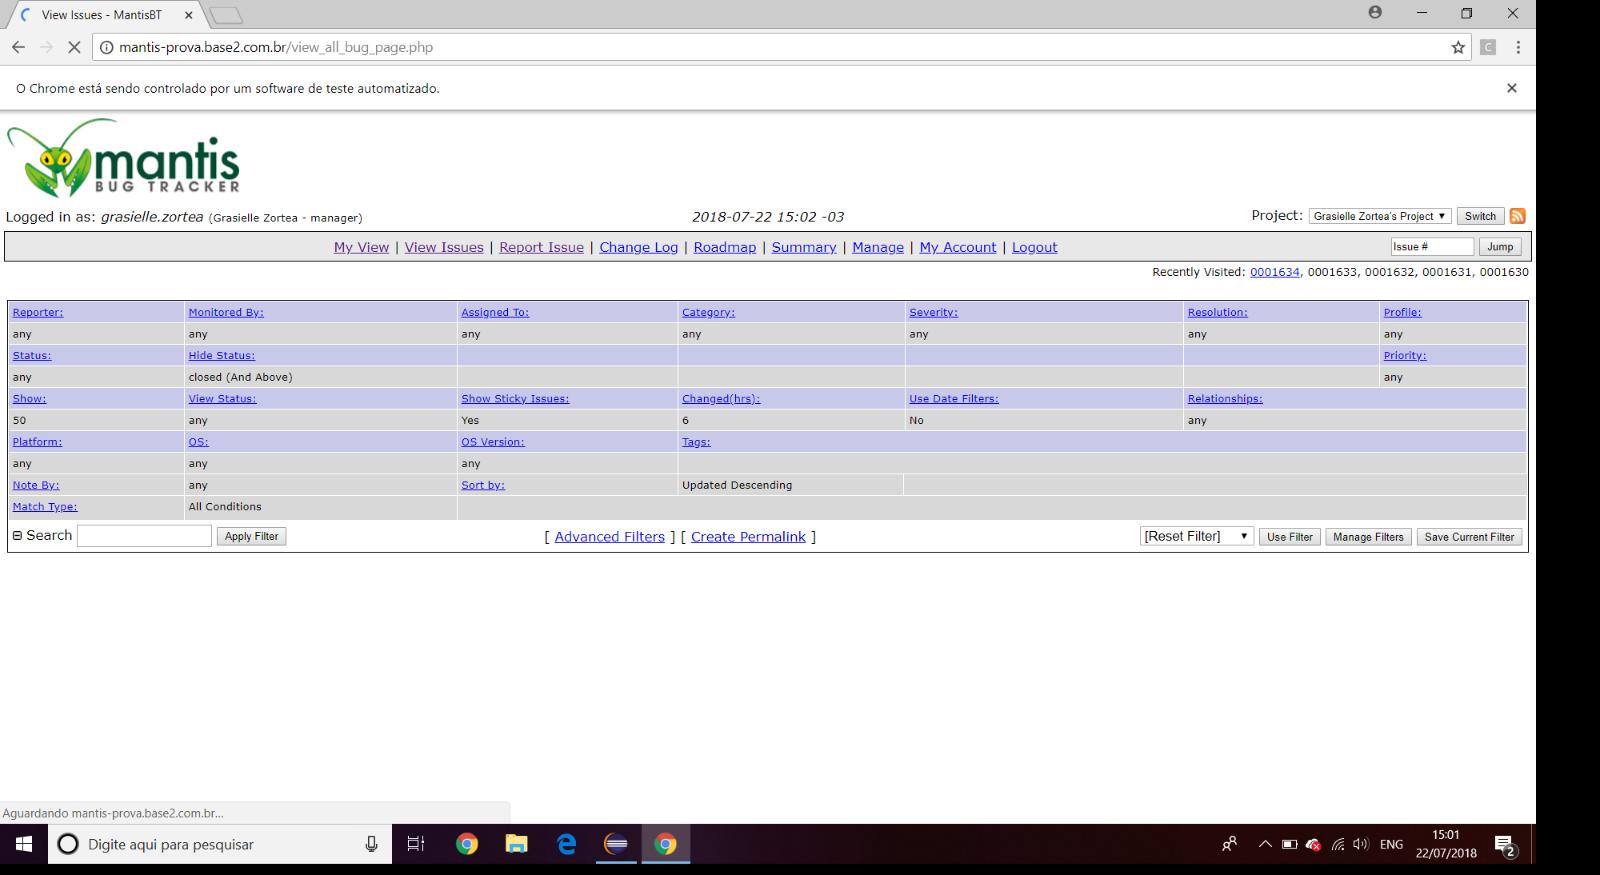 View Issues - MantisBT
mantis-prova.base2.com.br/view_all_bug_page.php
C
O Chrome está sendo controlado por um software de teste automatizado.
mantis
BUG TRACKER
Logged in as: grasielle.zortea (Grasielle Zortea - manager) 2018-07-22 15:02 -03 Project: Grasielle Zortea's Project Switch
My View | View Issues | Report Issue | Change Log | Roadmap | Summary | Manage | My Account | Logout Issue # Jump
Recently Visited: 0001634, 0001633, 0001632, 0001631, 0001630
Reporter: Monitored By: Assigned To: Category: Severity: Resolution: Profile:
any any any any any any any
Status: Hide Status: Priority:
any closed (And Above) any
Show: View Status: Show Sticky Issues: Changed(hrs): Use Date Filters: Relationships:
50 any Yes 6 No any
Platform: OS: OS Version: Tags:
any any any
Note By: any Sort by: Updated Descending
Match Type: All Conditions
Search Apply Filter [ Advanced Filters ] [ Create Permalink ] [Reset Filter] Use Filter Manage Filters Save Current Filter
Aguardando mantis-prova.base2.com.br...
Digite aqui para pesquisar ENG 15:01
22/07/2018 2